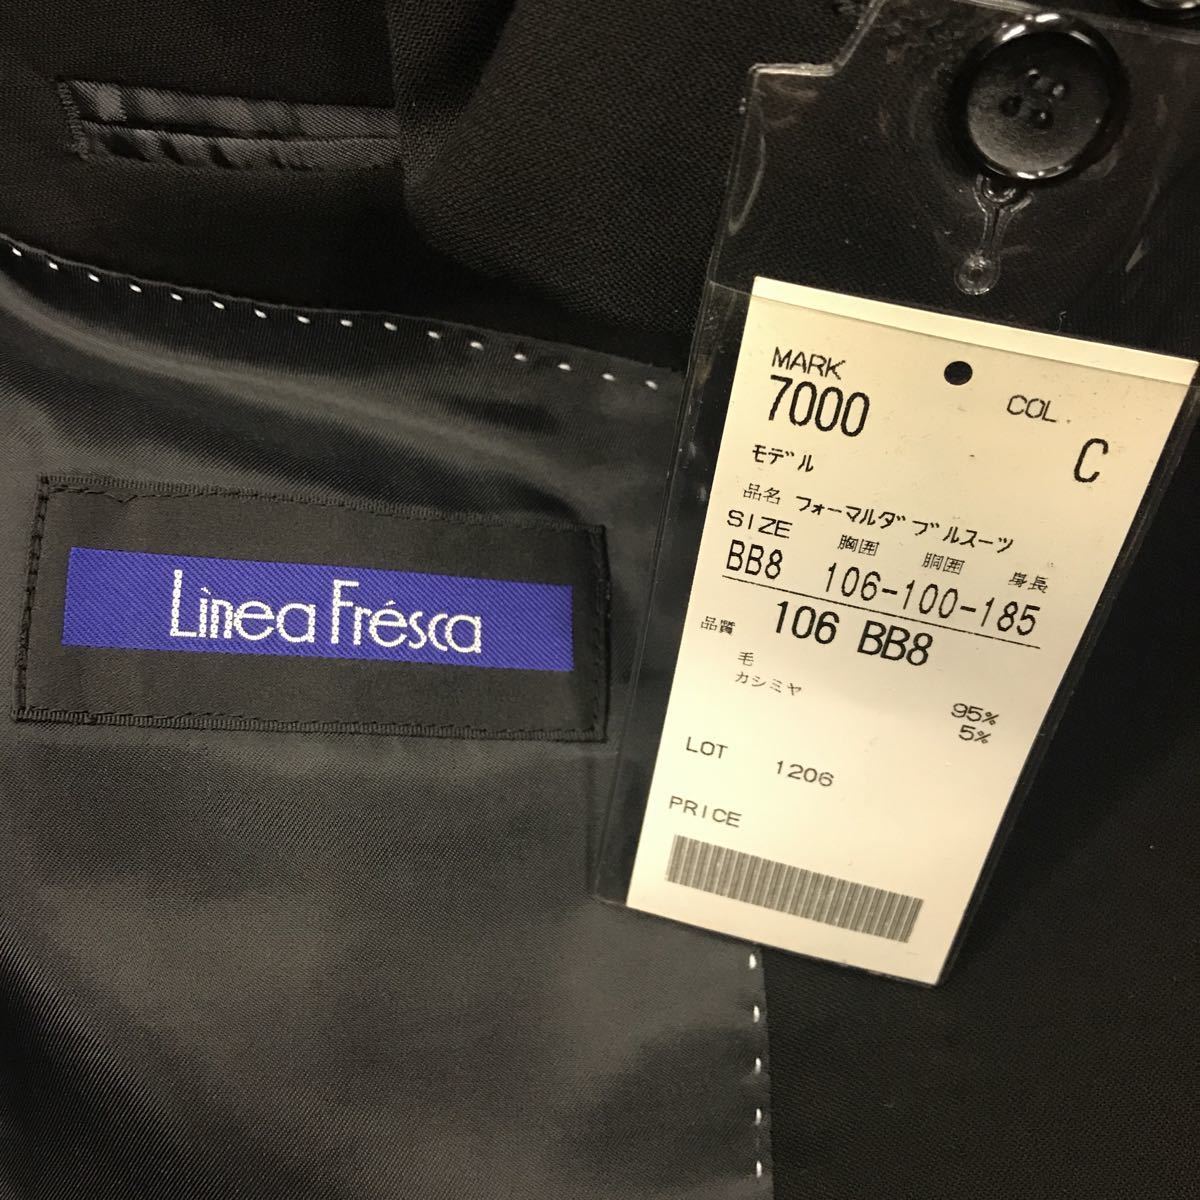 Linea Frésca
MARK
7000
COL.
C
モデル
品名 フォーマルダブルスーツ
SIZE 胸囲 胴囲 身長
BB8 106-100-185
品質 106 BB8
毛 95%
カシミヤ 5%
LOT 1206
PRICE